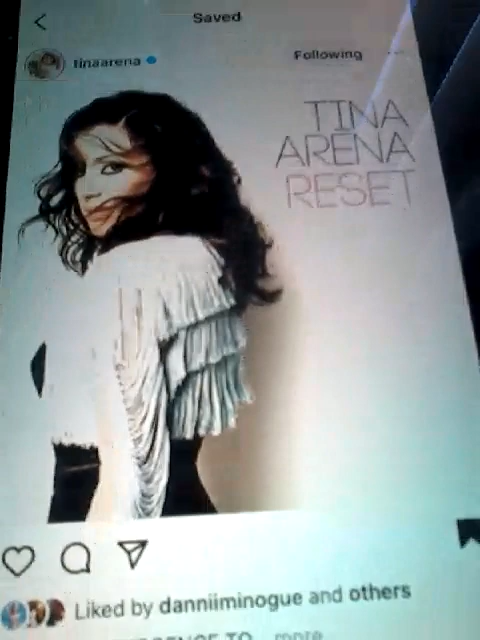 Saved
tinaarena
Following
TINA
ARENA
RESET
Liked by danniiminogue and others
more